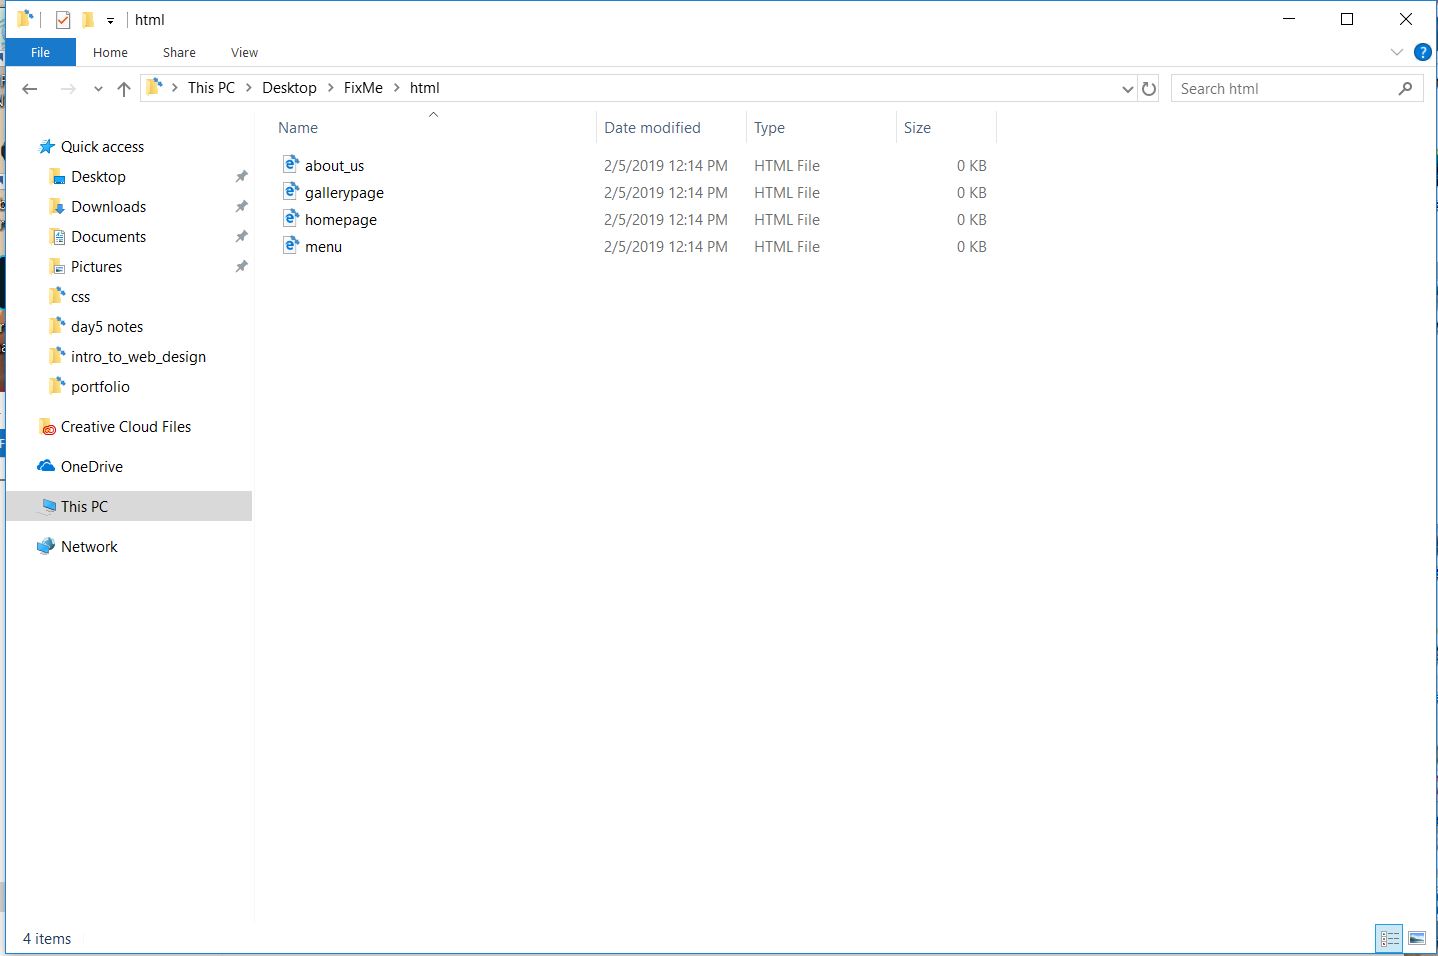 html
File Home Share View
This PC Desktop FixMe html
Search html
Name Date modified Type Size
about_us 2/5/2019 12:14 PM HTML File 0 KB
gallerypage 2/5/2019 12:14 PM HTML File 0 KB
homepage 2/5/2019 12:14 PM HTML File 0 KB
menu 2/5/2019 12:14 PM HTML File 0 KB
Quick access
Desktop
Downloads
Documents
Pictures
css
day5 notes
intro_to_web_design
portfolio
Creative Cloud Files
OneDrive
This PC
Network
4 items